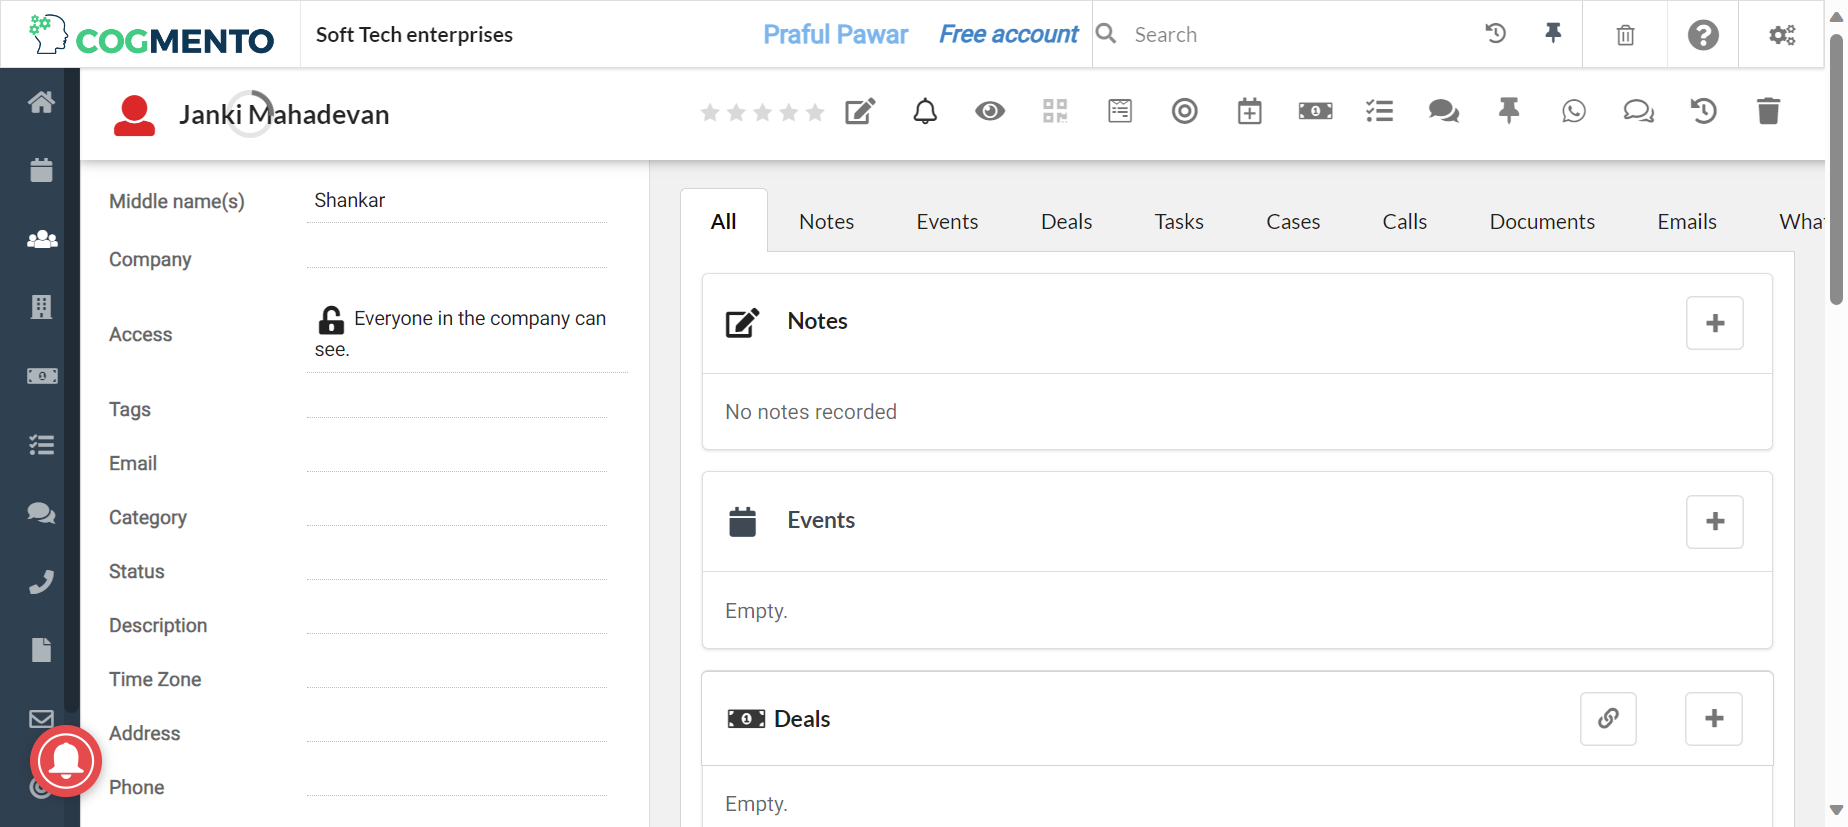 COGMENTO
Soft Tech enterprises
Praful Pawar
Free account
Search
Janki Mahadevan
Middle name(s)
Shankar
Company
Access
Everyone in the company can
see.
Tags
Email
Category
Status
Description
Time Zone
Address
Phone
All
Notes
Events
Deals
Tasks
Cases
Calls
Documents
Emails
What
Notes
No notes recorded
Events
Empty.
Deals
Empty.